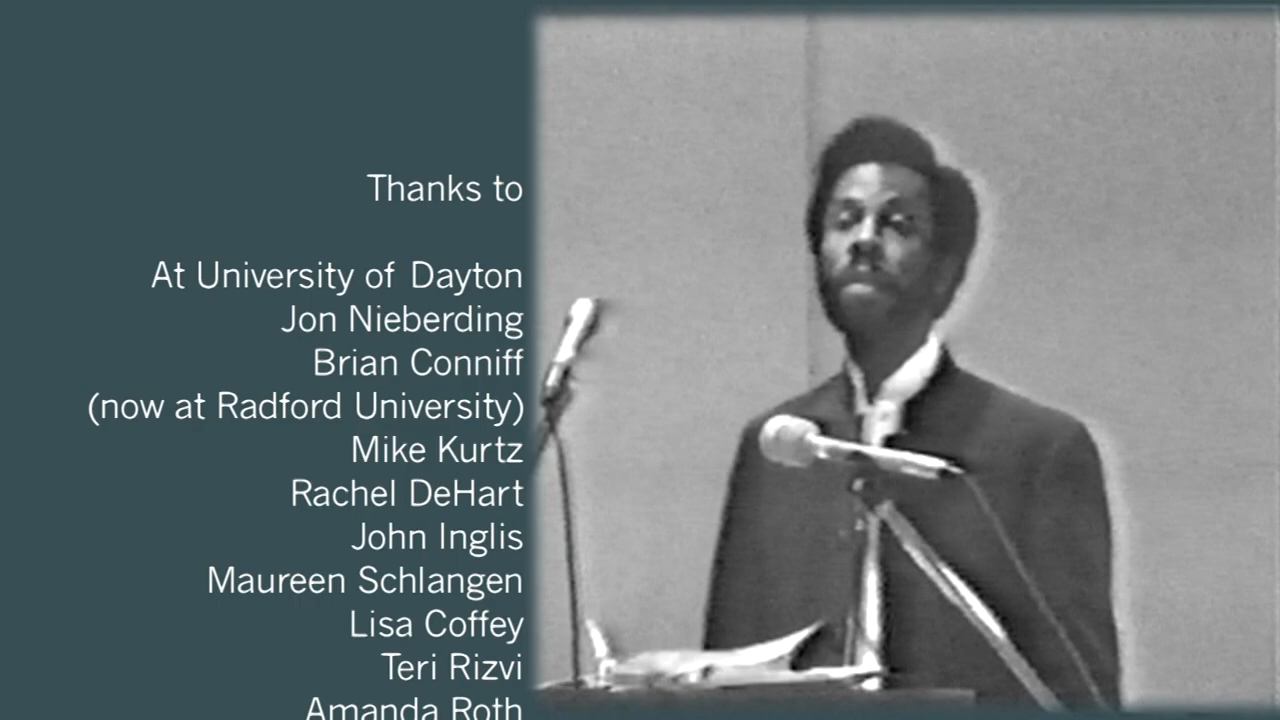 Thanks to
At University of Dayton
Jon Nieberding
Brian Conniff
(now at Radford University)
Mike Kurtz
Rachel DeHart
John Inglis
Maureen Schlangen
Lisa Coffey
Teri Rizvi
Amanda Roth